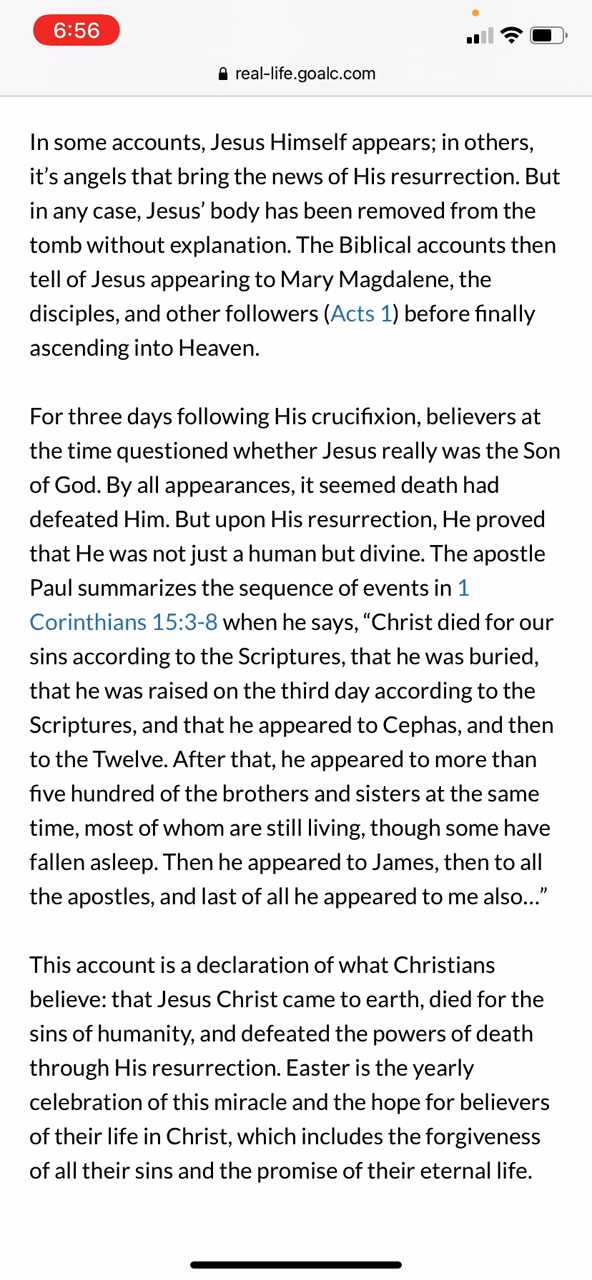 6:56
real-life.goalc.com
In some accounts, Jesus Himself appears; in others,
it’s angels that bring the news of His resurrection. But
in any case, Jesus’ body has been removed from the
tomb without explanation. The Biblical accounts then
tell of Jesus appearing to Mary Magdalene, the
disciples, and other followers (Acts 1) before finally
ascending into Heaven.
For three days following His crucifixion, believers at
the time questioned whether Jesus really was the Son
of God. By all appearances, it seemed death had
defeated Him. But upon His resurrection, He proved
that He was not just a human but divine. The apostle
Paul summarizes the sequence of events in 1
Corinthians 15:3-8 when he says, “Christ died for our
sins according to the Scriptures, that he was buried,
that he was raised on the third day according to the
Scriptures, and that he appeared to Cephas, and then
to the Twelve. After that, he appeared to more than
five hundred of the brothers and sisters at the same
time, most of whom are still living, though some have
fallen asleep. Then he appeared to James, then to all
the apostles, and last of all he appeared to me also…”
This account is a declaration of what Christians
believe: that Jesus Christ came to earth, died for the
sins of humanity, and defeated the powers of death
through His resurrection. Easter is the yearly
celebration of this miracle and the hope for believers
of their life in Christ, which includes the forgiveness
of all their sins and the promise of their eternal life.